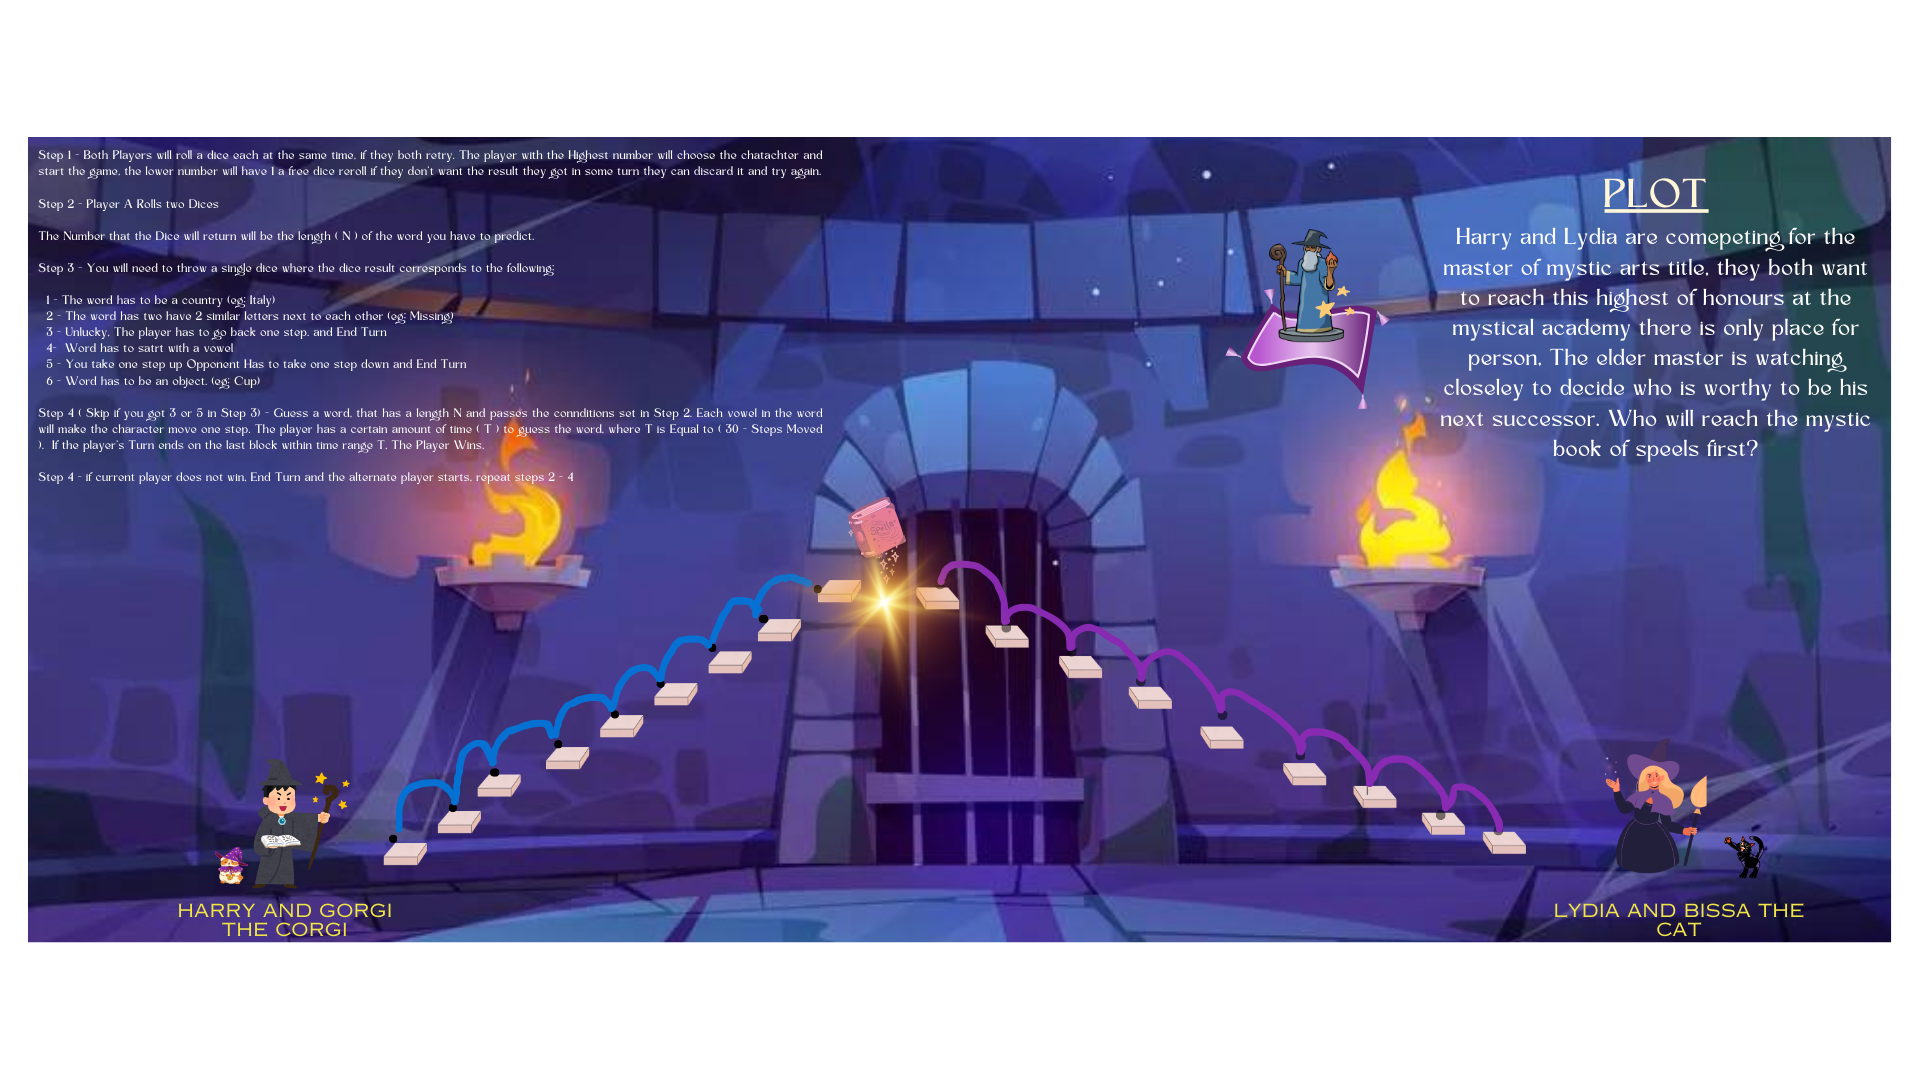 Step 1 - Both Players will roll a dice each at the same time, if they both retry. The player with the Highest number will choose the chatachter and
start the game, the lower number will have 1 a free dice reroll if they don't want the result they got in some turn they can discard it and try again.
Step 2 - Player A Rolls two Dices
The Number that the Dice will return will be the length ( N ) of the word you have to predict.
Step 3 - You will need to throw a single dice where the dice result corresponds to the following:
1 - The word has to be a country (eg: Italy)
2 - The word has two have 2 similar letters next to each other (eg: Missing)
3 - Unlucky, The player has to go back one step, and End Turn
4- Word has to satrt with a vowel
5 - You take one step up Opponent Has to take one step down and End Turn
6 - Word has to be an object. (eg: Cup)
Step 4 ( Skip if you got 3 or 5 in Step 3) - Guess a word, that has a length N and passes the connditions set in Step 2. Each vowel in the word
will make the character move one step. The player has a certain amount of time ( T ) to guess the word, where T is Equal to ( 30 - Steps Moved
). If the player's Turn ends on the last block within time range T, The Player Wins.
Step 4 - if current player does not win, End Turn and the alternate player starts, repeat steps 2 - 4
PLOT
Harry and Lydia are comepeting for the
master of mystic arts title, they both want
to reach this highest of honours at the
mystical academy there is only place for
person, The elder master is watching
closeley to decide who is worthy to be his
next successor. Who will reach the mystic
book of speels first?
Spells
HARRY AND GORGI
THE CORGI
LYDIA AND BISSA THE
CAT